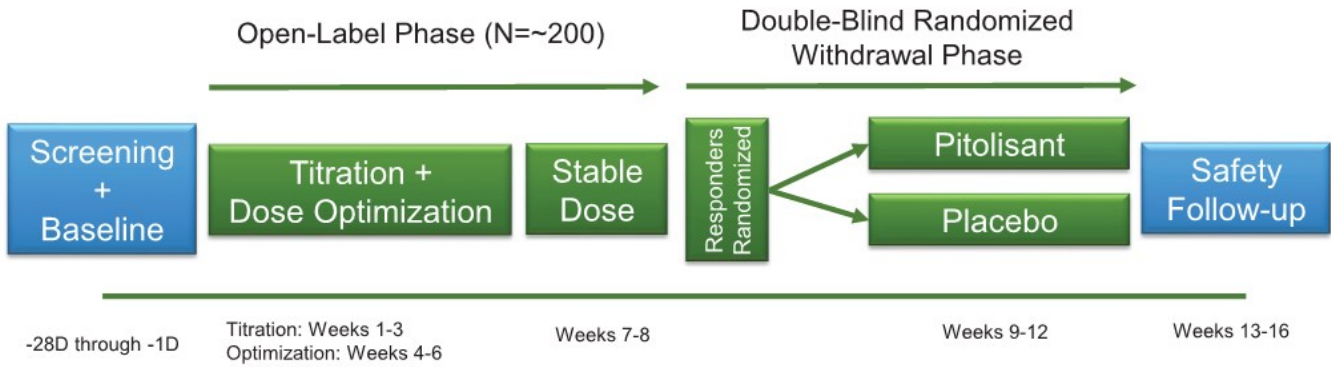 Open-Label Phase (N=~200)
Double-Blind Randomized
Withdrawal Phase
Screening
+
Baseline
Titration +
Dose Optimization
Stable
Dose
Responders
Randomized
Pitolisant
Placebo
Safety
Follow-up
-28D through -1D
Titration: Weeks 1-3
Optimization: Weeks 4-6
Weeks 7-8
Weeks 9-12
Weeks 13-16